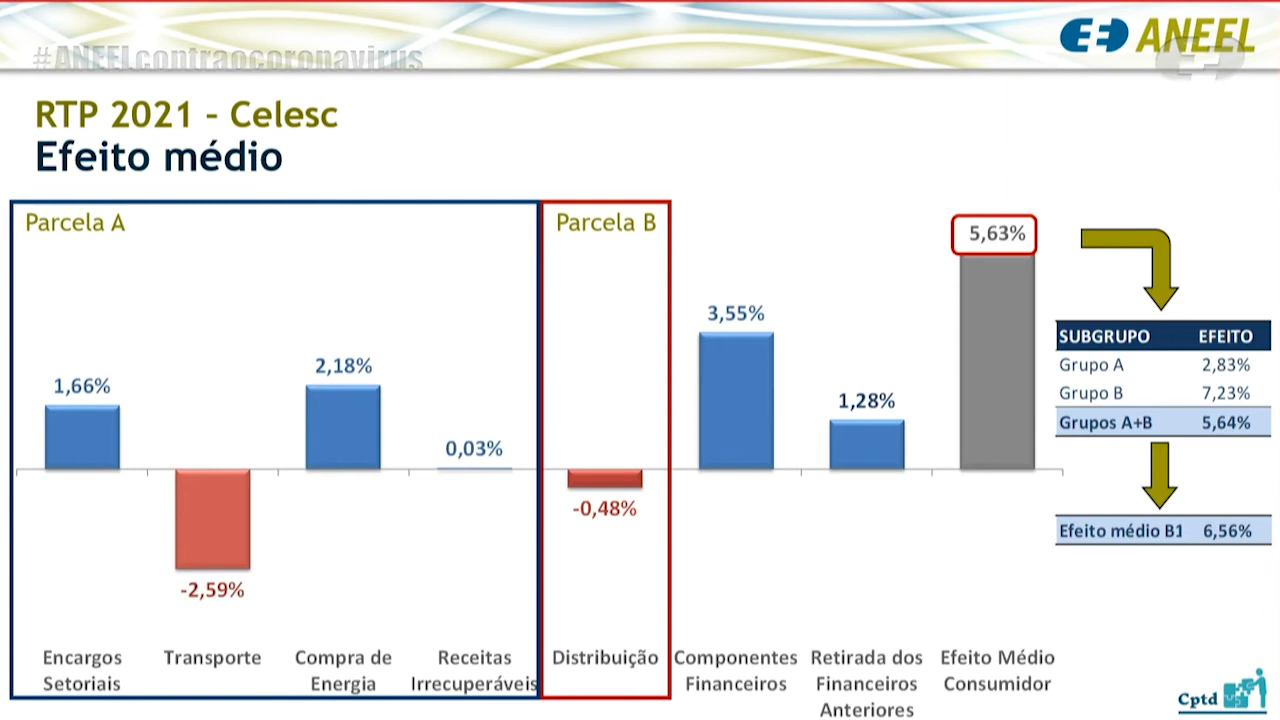 #ANEELcontraocoronavirus
ANEEL
RTP 2021 – Celesc
Efeito médio
Parcela A
Parcela B
5,63%
3,55%
2,18%
1,66%
1,28%
0,03%
-0,48%
-2,59%
SUBGRUPO EFEITO
Grupo A 2,83%
Grupo B 7,23%
Grupos A+B 5,64%
Efeito médio B1 6,56%
Encargos
Setoriais
Transporte
Compra de
Energia
Receitas
Irrecuperáveis
Distribuição
Componentes
Financeiros
Retirada dos
Financeiros
Anteriores
Efeito Médio
Consumidor
Cptd